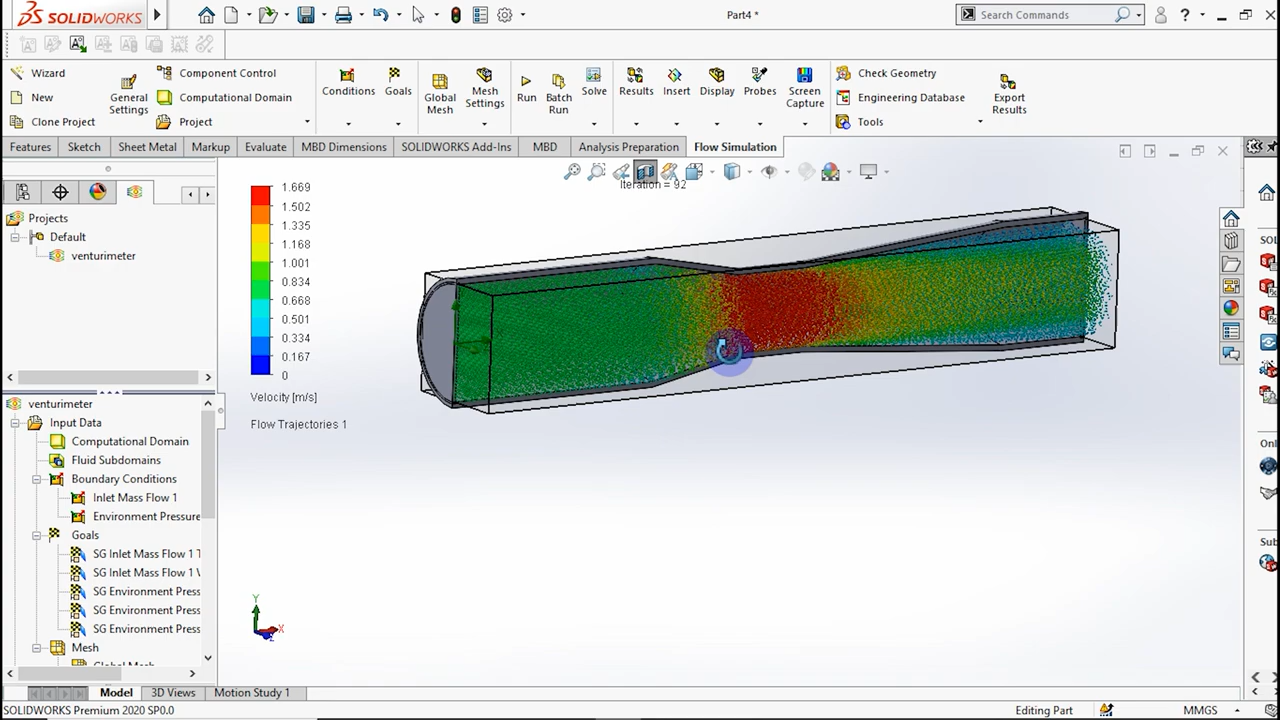 SOLIDWORKS
Part4 *
Search Commands
?
Wizard
New
Clone Project
General Settings
Component Control
Computational Domain
Project
Conditions
Goals
Global Mesh
Mesh Settings
Run
Batch Run
Solve
Results
Insert
Display
Probes
Screen Capture
Check Geometry
Engineering Database
Tools
Export Results
Features
Sketch
Sheet Metal
Markup
Evaluate
MBD Dimensions
SOLIDWORKS Add-Ins
MBD
Analysis Preparation
Flow Simulation
Iteration = 92
Projects
Default
venturimeter
1.669
1.502
1.335
1.168
1.001
0.834
0.668
0.501
0.334
0.167
0
Velocity [m/s]
Flow Trajectories 1
venturimeter
Input Data
Computational Domain
Fluid Subdomains
Boundary Conditions
Inlet Mass Flow 1
Environment Pressure
Goals
SG Inlet Mass Flow 1 T
SG Inlet Mass Flow 1 V
SG Environment Press
SG Environment Press
SG Environment Press
Mesh
Global Mesh
Y
X
Z
SOL
Onl
Sub
Model
3D Views
Motion Study 1
SOLIDWORKS Premium 2020 SP0.0
Editing Part
MMGS